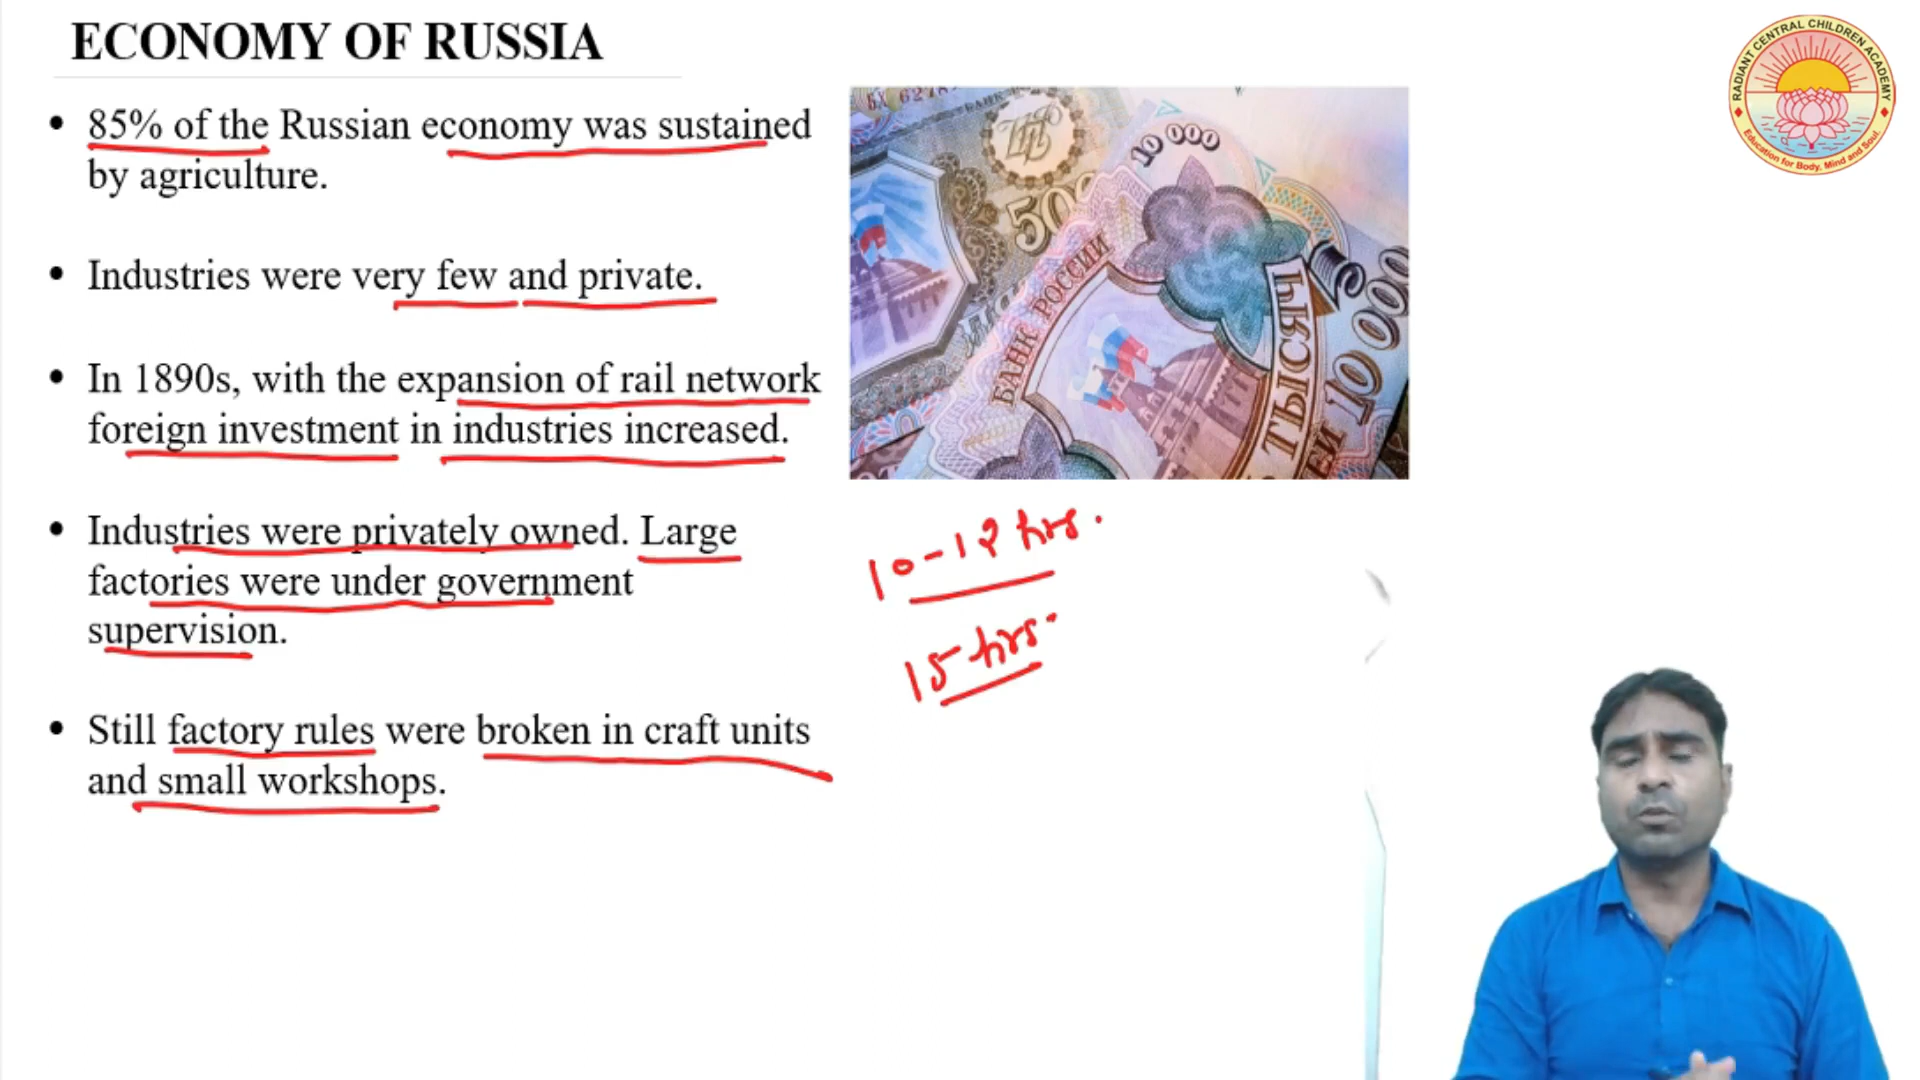 ECONOMY OF RUSSIA
• 85% of the Russian economy was sustained
by agriculture.
• Industries were very few and private.
• In 1890s, with the expansion of rail network
foreign investment in industries increased.
• Industries were privately owned. Large
factories were under government
supervision.
• Still factory rules were broken in craft units
and small workshops.
10 000
500
БАНК РОССИИ
ТЫСЯЧ
10 000
10-12 hrs.
15 hrs.
RADIANT CENTRAL CHILDREN ACADEMY
Education for Body, Mind and Soul.